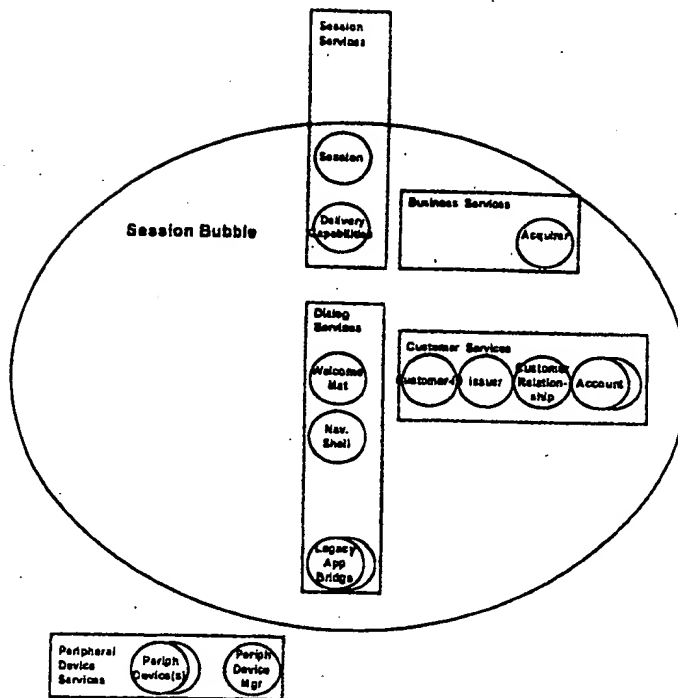 Session
Services
Session
Delivery
Capabilities
Session Bubble
Business Services
Acquirer
Dialog
Services
Welcome
Mat
Nav.
Shell
Legacy
App
Bridge
Customer Services
Issuer
Customer
Relation-
ship
Account
Peripheral
Device
Services
Periph
Device(s)
Periph
Device
Mgr